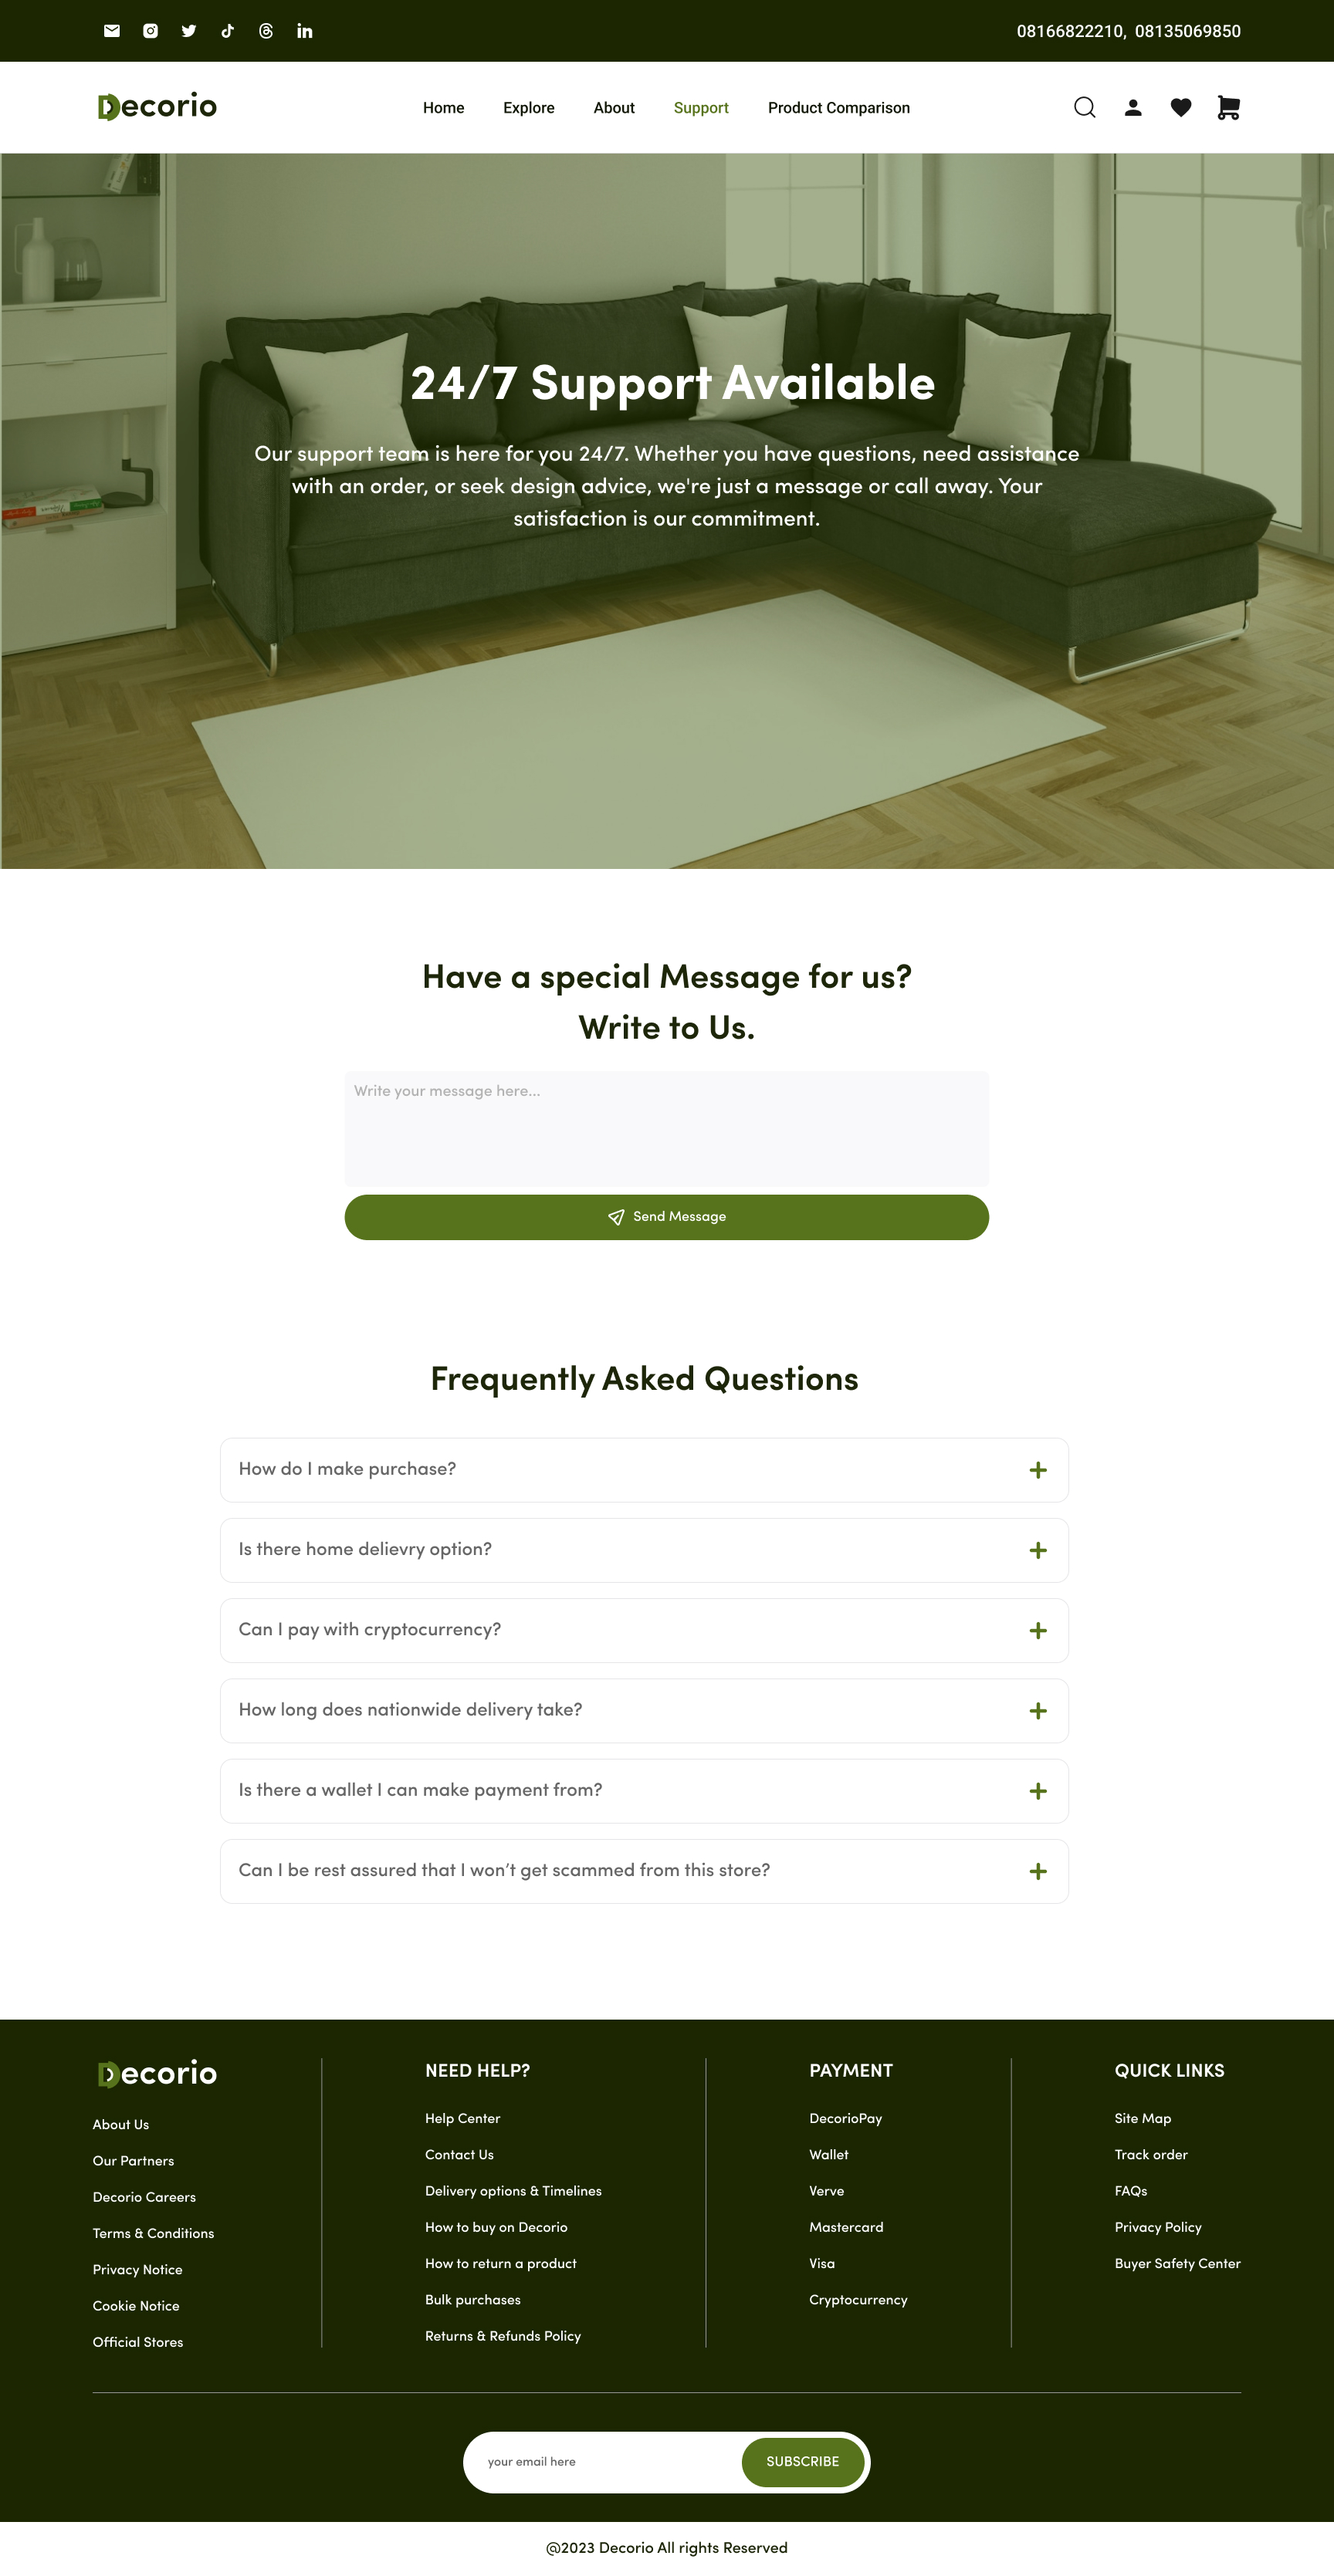 08166822210, 08135069850
Decorio
Home Explore About Support Product Comparison
24/7 Support Available
Our support team is here for you 24/7. Whether you have questions, need assistance
with an order, or seek design advice, we're just a message or call away. Your
satisfaction is our commitment.
Have a special Message for us?
Write to Us.
Write your message here...
Send Message
Frequently Asked Questions
How do I make purchase?
Is there home delievry option?
Can I pay with cryptocurrency?
How long does nationwide delivery take?
Is there a wallet I can make payment from?
Can I be rest assured that I won’t get scammed from this store?
Decorio
About Us
Our Partners
Decorio Careers
Terms & Conditions
Privacy Notice
Cookie Notice
Official Stores
NEED HELP?
Help Center
Contact Us
Delivery options & Timelines
How to buy on Decorio
How to return a product
Bulk purchases
Returns & Refunds Policy
PAYMENT
DecorioPay
Wallet
Verve
Mastercard
Visa
Cryptocurrency
QUICK LINKS
Site Map
Track order
FAQs
Privacy Policy
Buyer Safety Center
your email here
SUBSCRIBE
@2023 Decorio All rights Reserved